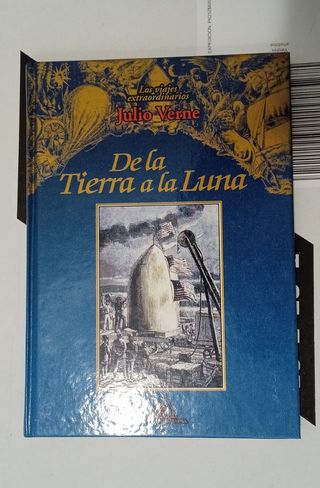 Los viajes
extraordinarios
Julio Verne
De la
Tierra a la Luna